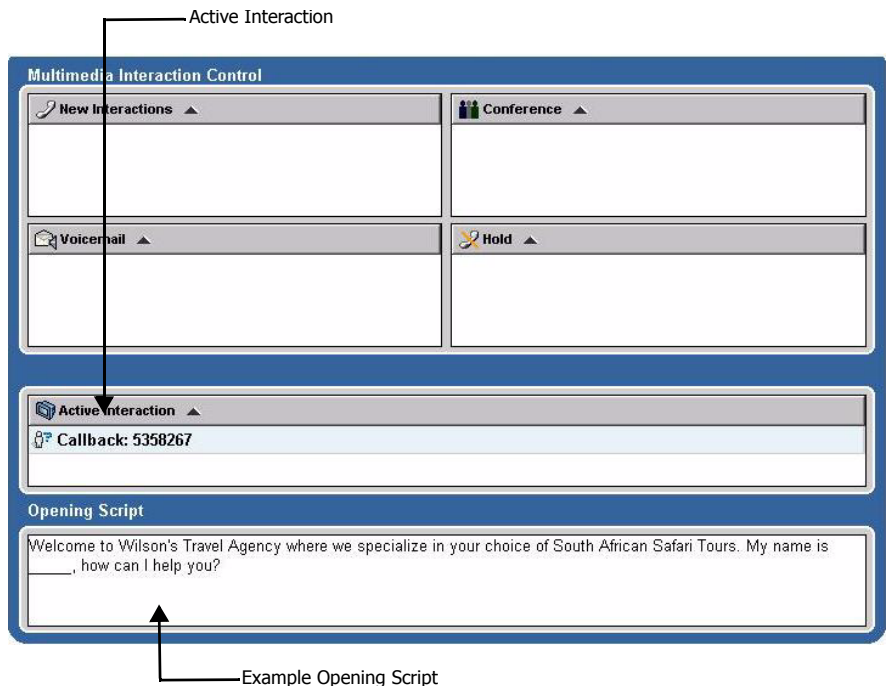 Active Interaction
Multimedia Interaction Control
New Interactions
Conference
Voicemail
Hold
Active Interaction
Callback: 5358267
Opening Script
Welcome to Wilson's Travel Agency where we specialize in your choice of South African Safari Tours. My name is
_____, how can I help you?
Example Opening Script